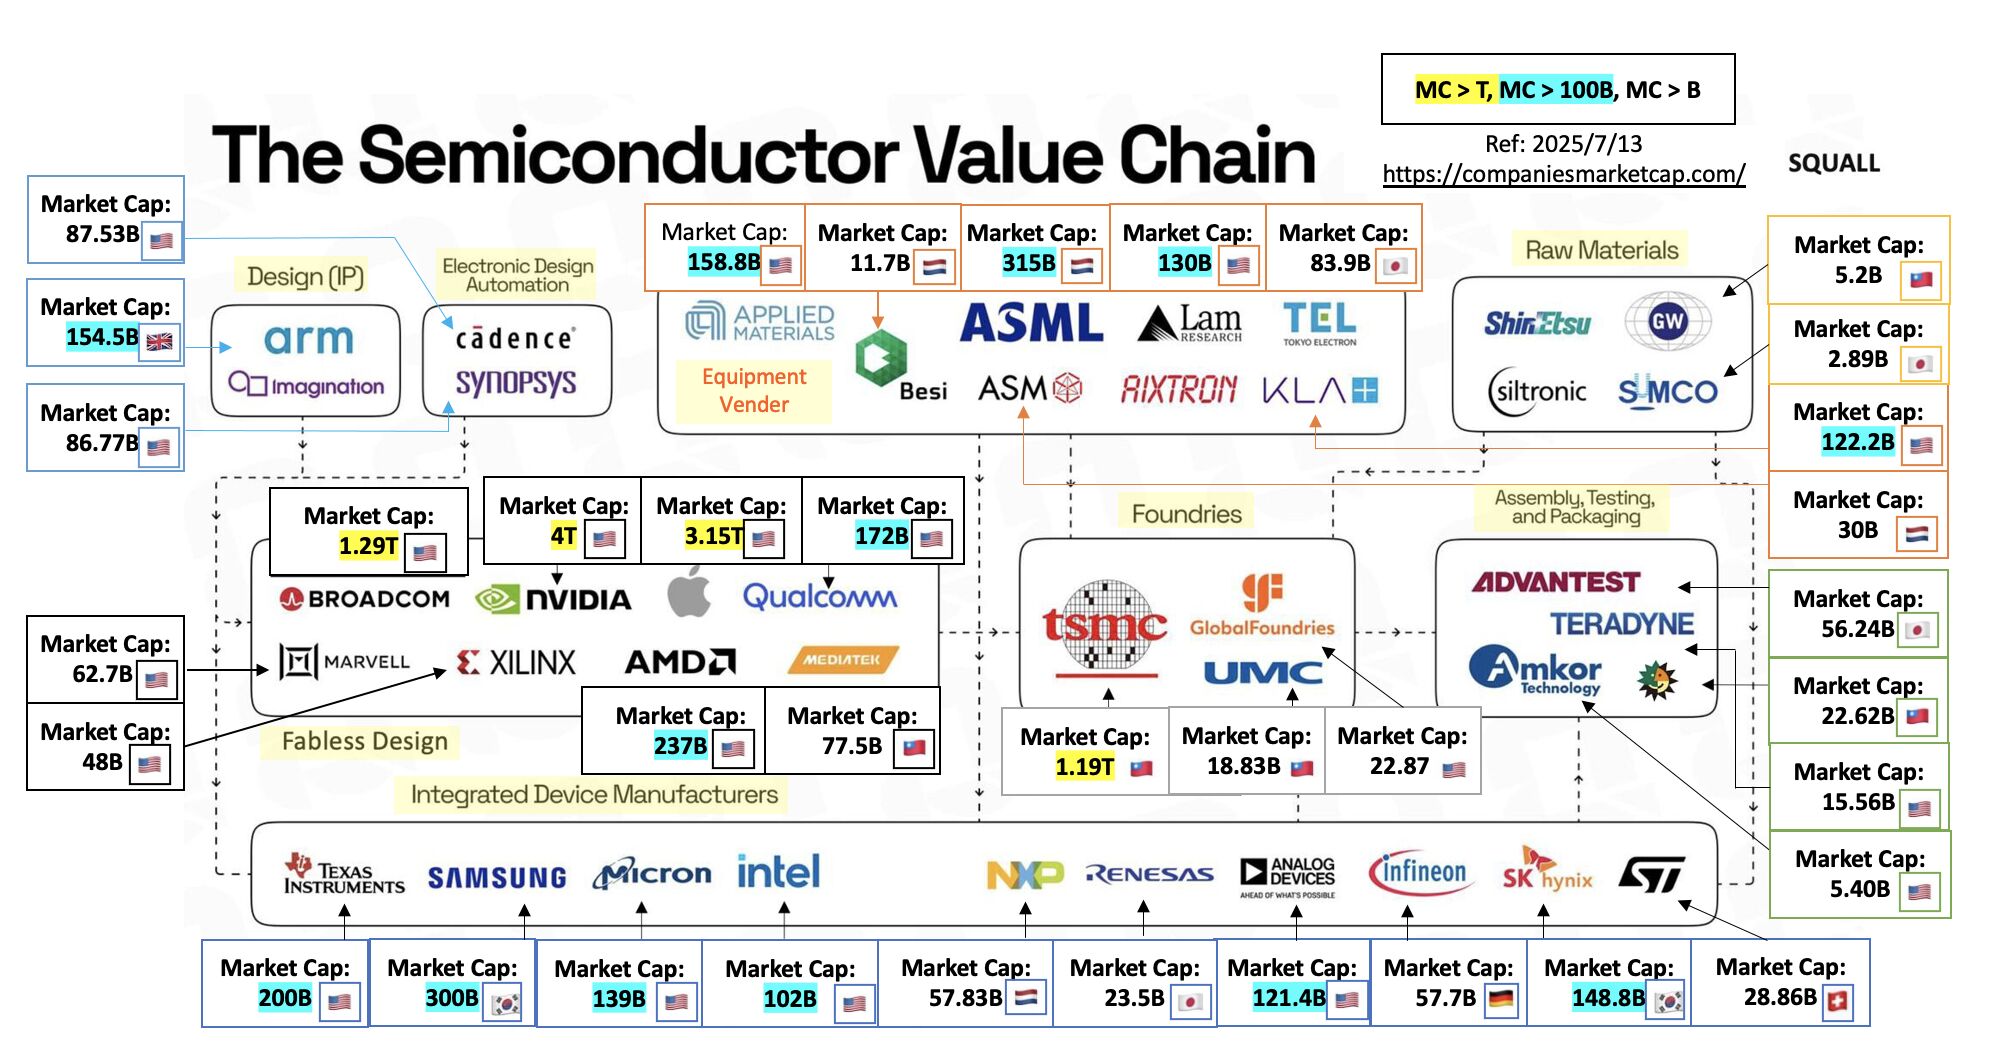 MC > T, MC > 100B, MC > B
The Semiconductor Value Chain
Ref: 2025/7/13
https://companiesmarketcap.com/
SQUALL
Market Cap:
87.53B
Market Cap:
154.5B
Market Cap:
86.77B
Design (IP)
arm
Imagination
Electronic Design
Automation
cādence®
SYNOPSYS
Market Cap:
158.8B
Market Cap:
11.7B
Market Cap:
315B
Market Cap:
130B
Market Cap:
83.9B
APPLIED
MATERIALS
Besi
ASML
Lam
RESEARCH
TEL
TOKYO ELECTRON
Equipment
Vender
ASM
AIXTRON
KLA
Raw Materials
ShinEtsu
GW
siltronic
SUMCO
Market Cap:
5.2B
Market Cap:
2.89B
Market Cap:
122.2B
Market Cap:
30B
Market Cap:
1.29T
Market Cap:
4T
Market Cap:
3.15T
Market Cap:
172B
BROADCOM
NVIDIA
Qualcomm
MARVELL
XILINX
AMD
MEDIATEK
Market Cap:
62.7B
Market Cap:
48B
Market Cap:
237B
Market Cap:
77.5B
Fabless Design
Foundries
tsmc
GF
GlobalFoundries
UMC
Market Cap:
1.19T
Market Cap:
18.83B
Market Cap:
22.87
Assembly, Testing,
and Packaging
ADVANTEST
TERADYNE
Amkor
Technology
Market Cap:
56.24B
Market Cap:
22.62B
Market Cap:
15.56B
Market Cap:
5.40B
Integrated Device Manufacturers
TEXAS
INSTRUMENTS
SAMSUNG
Micron
intel
NXP
RENESAS
ANALOG
DEVICES
AHEAD OF WHAT'S POSSIBLE
infineon
SK hynix
ST
Market Cap:
200B
Market Cap:
300B
Market Cap:
139B
Market Cap:
102B
Market Cap:
57.83B
Market Cap:
23.5B
Market Cap:
121.4B
Market Cap:
57.7B
Market Cap:
148.8B
Market Cap:
28.86B